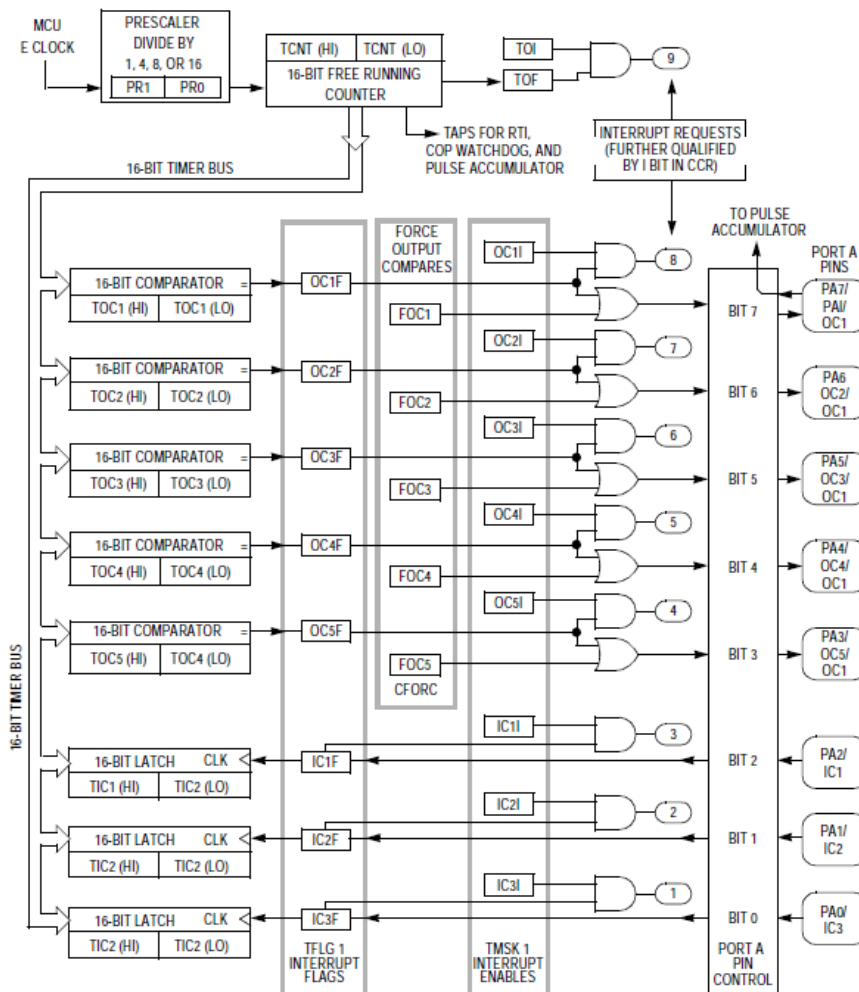 MCU
E CLOCK
PRESCALER
DIVIDE BY
1, 4, 8, OR 16
PR1 PR0
TCNT (HI) TCNT (LO)
16-BIT FREE RUNNING
COUNTER
TOI
TOF
9
TAPS FOR RTI,
COP WATCHDOG, AND
PULSE ACCUMULATOR
INTERRUPT REQUESTS
(FURTHER QUALIFIED
BY I BIT IN CCR)
16-BIT TIMER BUS
TO PULSE
ACCUMULATOR
PORT A
PINS
FORCE
OUTPUT
COMPARES
16-BIT COMPARATOR =
TOC1 (HI) TOC1 (LO)
OC1F
FOC1
OC1I
8
BIT 7
PA7/
PAI/
OC1
16-BIT COMPARATOR =
TOC2 (HI) TOC2 (LO)
OC2F
FOC2
OC2I
7
BIT 6
PA6
OC2/
OC1
16-BIT COMPARATOR =
TOC3 (HI) TOC3 (LO)
OC3F
FOC3
OC3I
6
BIT 5
PA5/
OC3/
OC1
16-BIT COMPARATOR =
TOC4 (HI) TOC4 (LO)
OC4F
FOC4
OC4I
5
BIT 4
PA4/
OC4/
OC1
16-BIT COMPARATOR =
TOC5 (HI) TOC4 (LO)
OC5F
FOC5
CFORC
OC5I
4
BIT 3
PA3/
OC5/
OC1
16-BIT TIMER BUS
16-BIT LATCH CLK
TIC1 (HI) TIC2 (LO)
IC1F
IC1I
3
BIT 2
PA2/
IC1
16-BIT LATCH CLK
TIC2 (HI) TIC2 (LO)
IC2F
IC2I
2
BIT 1
PA1/
IC2
16-BIT LATCH CLK
TIC2 (HI) TIC2 (LO)
IC3F
IC3I
1
BIT 0
PA0/
IC3
TFLG 1
INTERRUPT
FLAGS
TMSK 1
INTERRUPT
ENABLES
PORT A
PIN
CONTROL